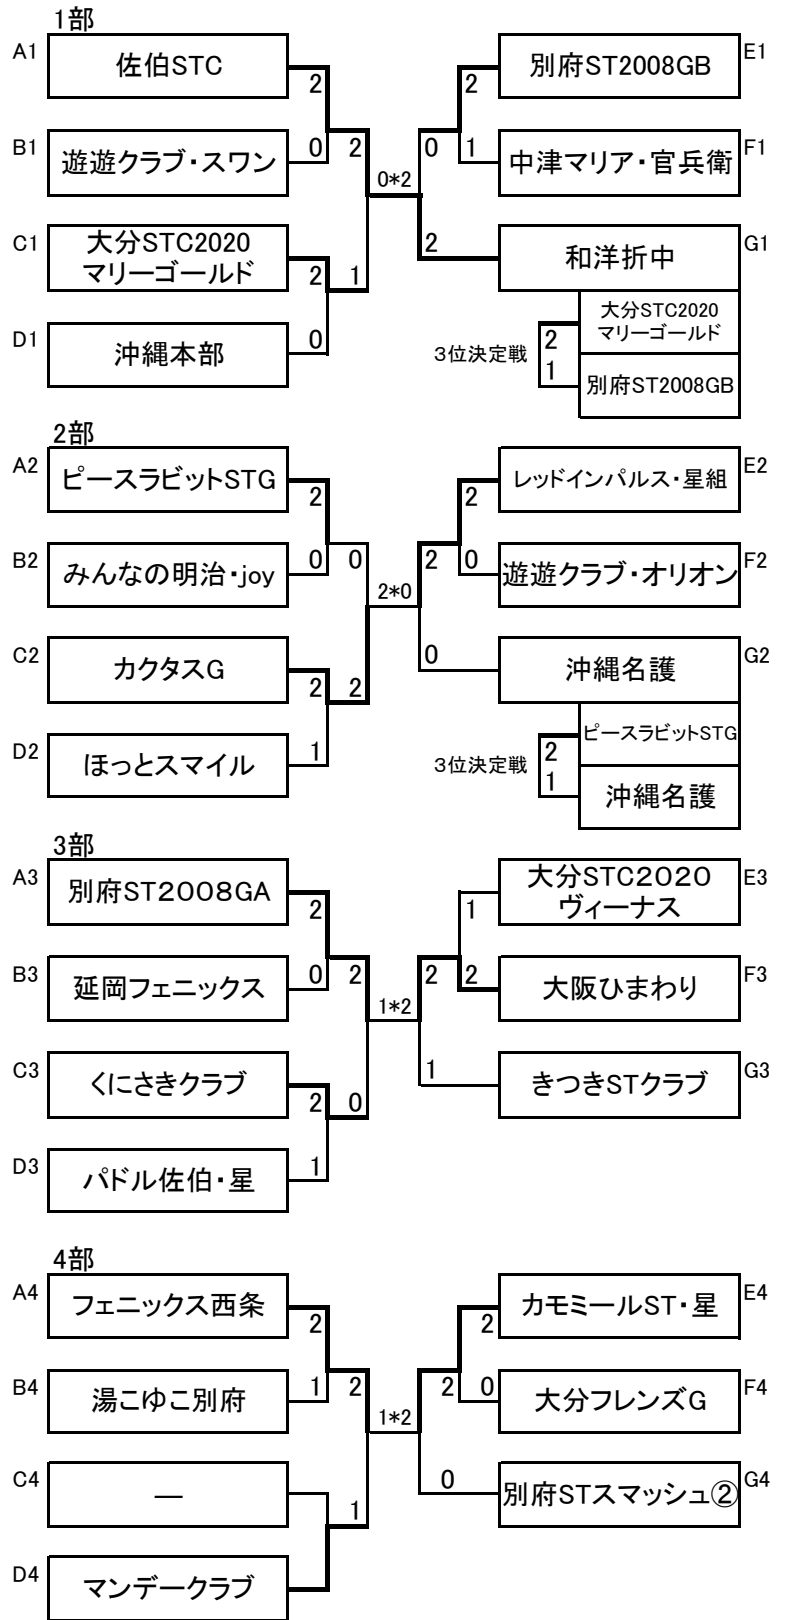 1部
A1 佐伯STC 2
B1 遊遊クラブ・スワン 0 2
C1 大分STC2020
マリーゴールド 2 1
D1 沖縄本部 0
0*2
別府ST2008GB E1 2
中津マリア・官兵衛 F1 1 0
和洋折中 G1 2
3位決定戦
大分STC2020
マリーゴールド 2
別府ST2008GB 1
2部
A2 ピースラビットSTG 2
B2 みんなの明治・joy 0 0
C2 カクタスG 2 2
D2 ほっとスマイル 1
2*0
レッドインパルス・星組 E2 2
遊遊クラブ・オリオン F2 0 2
沖縄名護 G2 0
3位決定戦
ピースラビットSTG 2
沖縄名護 1
3部
A3 別府ST2008GA 2
B3 延岡フェニックス 0 2
C3 くにさきクラブ 2 0
D3 パドル佐伯・星 1
1*2
大分STC2020
ヴィーナス E3 1
大阪ひまわり F3 2 2
きつきSTクラブ G3 1
4部
A4 フェニックス西条 2
B4 湯こゆこ別府 1 2
C4 ― 1
D4 マンデークラブ
1*2
カモミールST・星 E4 2
大分フレンズG F4 0 2
別府STスマッシュ② G4 0